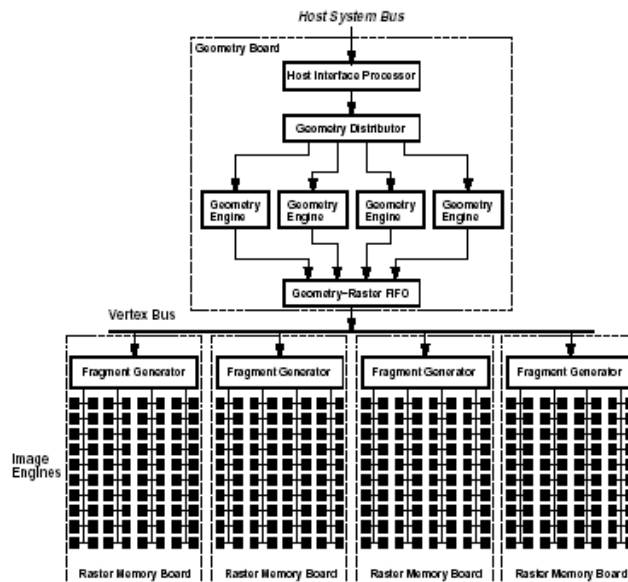 Host System Bus
Geometry Board
Host Interface Processor
Geometry Distributor
Geometry Engine
Geometry Engine
Geometry Engine
Geometry Engine
Geometry-Raster FIFO
Vertex Bus
Fragment Generator
Fragment Generator
Fragment Generator
Fragment Generator
Image
Engines
Raster Memory Board
Raster Memory Board
Raster Memory Board
Raster Memory Board